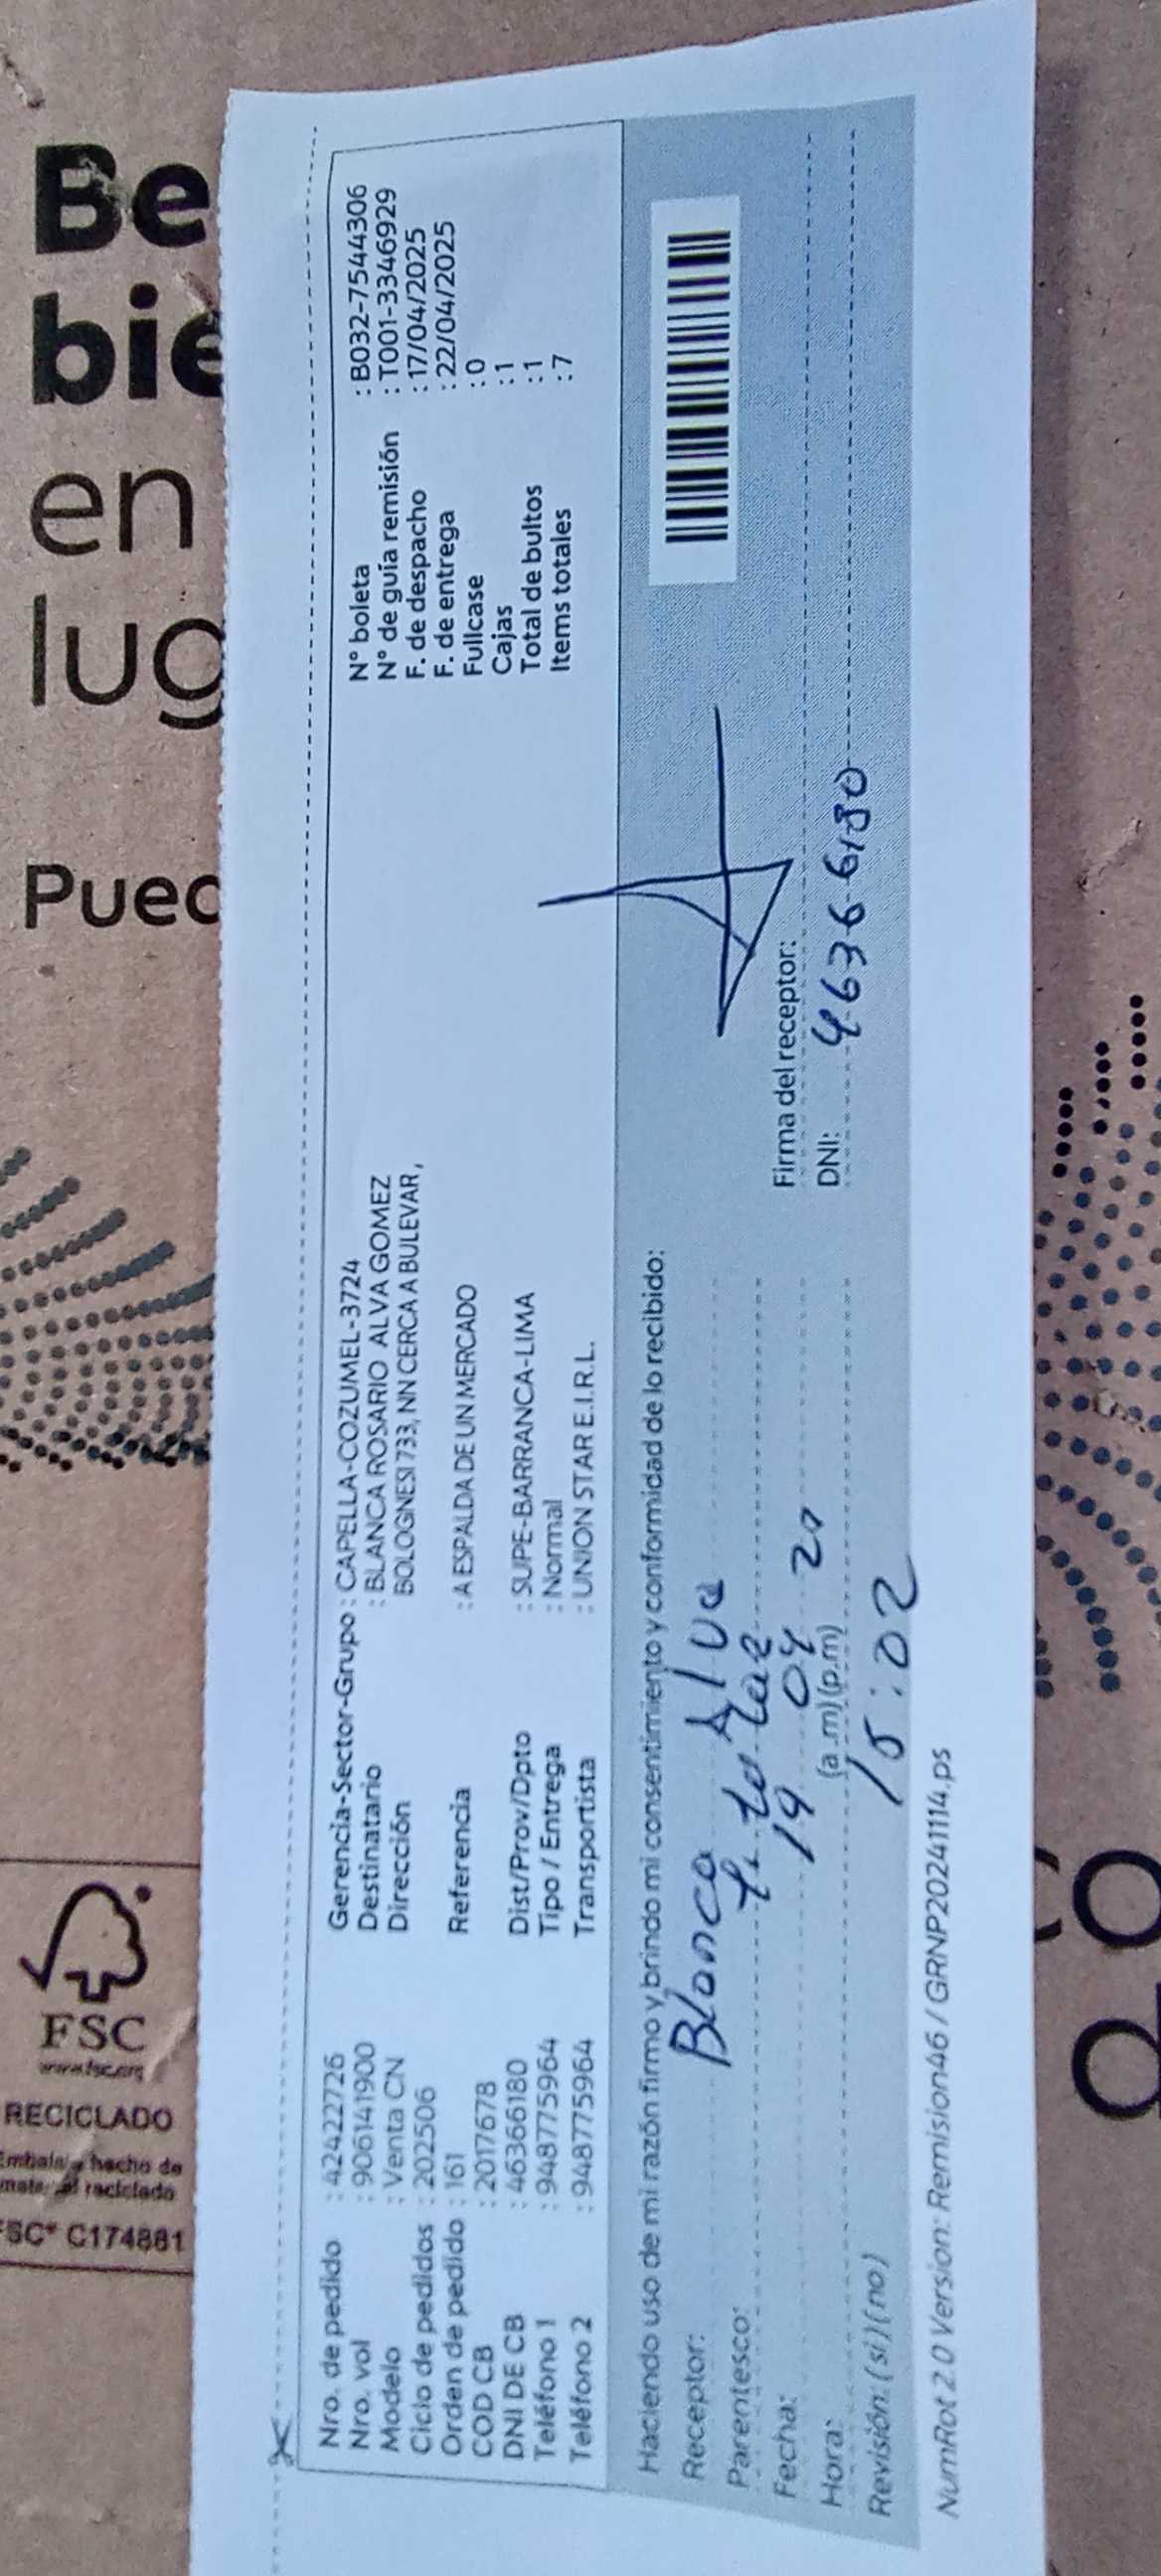 Be
bie
en
lug
Pued
FSC
www.fsc.org
RECICLADO
Embalaje hecho de
material reciclado
FSC® C174881
Nro. de pedido : 42422726
Nro. vol : 906141900
Modelo : Venta CN
Ciclo de pedidos : 202506
Orden de pedido : 161
COD CB : 2017678
DNI DE CB : 46366180
Teléfono 1 : 948775964
Teléfono 2 : 948775964
Gerencia-Sector-Grupo : CAPELLA-COZUMEL-3724
Destinatario : BLANCA ROSARIO ALVA GOMEZ
Dirección BOLOGNESI 733, NN CERCA A BULEVAR,
Referencia : A ESPALDA DE UN MERCADO
Dist/Prov/Dpto : SUPE-BARRANCA-LIMA
Tipo / Entrega : Normal
Transportista : UNION STAR E.I.R.L.
N° boleta : B032-7544306
N° de guía remisión : T001-3346929
F. de despacho : 17/04/2025
F. de entrega : 22/04/2025
Fullcase : 0
Cajas : 1
Total de bultos : 1
Items totales : 7
Haciendo uso de mi razón firmo y brindo mi consentimiento y conformidad de lo recibido:
Receptor: Blanca Alva
Parentesco:
Fecha: 19 04
Hora: (a.m)(p.m)
15:02
Revisión: (si)(no)
Firma del receptor:
DNI: 46366180
NumRot 2.0 Version: Remision46 / GRNP20241114.ps